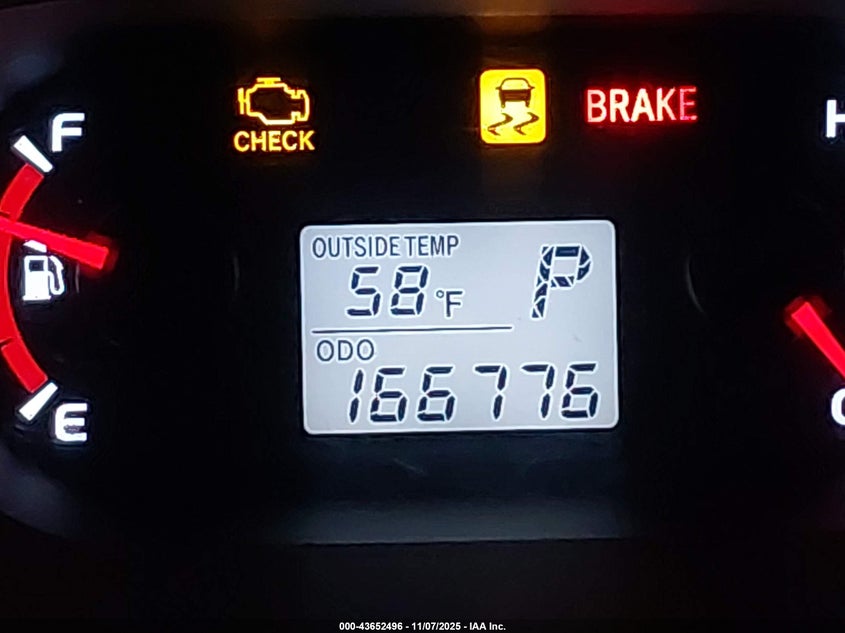 F
CHECK
BRAKE
H
OUTSIDE TEMP
58°F
P
ODO
166776
E
C
000-43652496 - 11/07/2025 - IAA Inc.